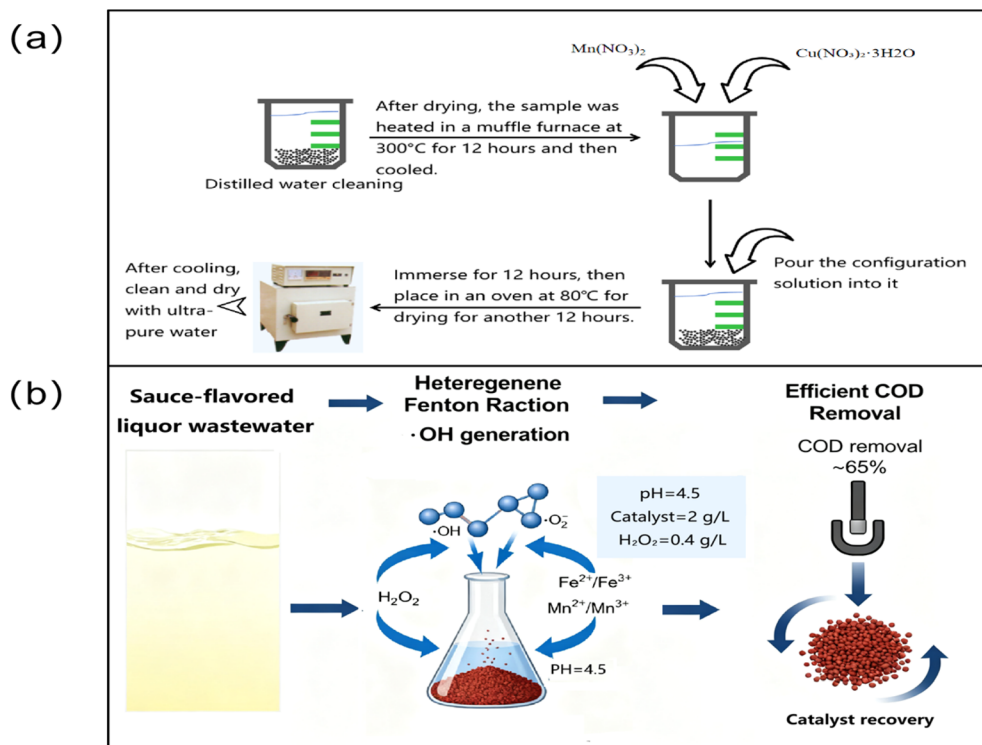 (a)
Mn(NO₃)₂
Cu(NO₃)₂·3H2O
After drying, the sample was
heated in a muffle furnace at
300°C for 12 hours and then
cooled.
Distilled water cleaning
Pour the configuration
solution into it
Immerse for 12 hours, then
place in an oven at 80°C for
drying for another 12 hours.
After cooling,
clean and dry
with ultra-
pure water
(b)
Sauce-flavored
liquor wastewater
Heteregenene
Fenton Raction
·OH generation
Efficient COD
Removal
COD removal
~65%
pH=4.5
Catalyst=2 g/L
H₂O₂=0.4 g/L
·OH
·O₂⁻
H₂O₂
Fe²⁺/Fe³⁺
Mn²⁺/Mn³⁺
PH=4.5
Catalyst recovery